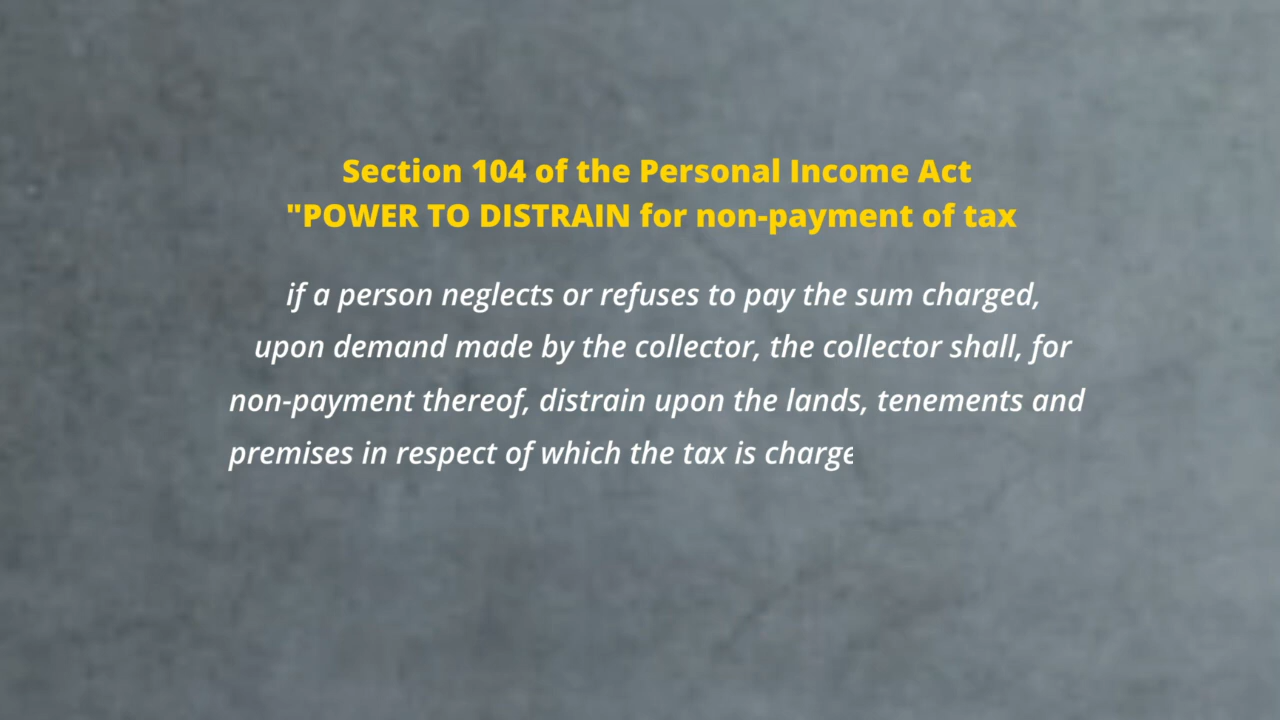 Section 104 of the Personal Income Act
"POWER TO DISTRAIN for non-payment of tax
if a person neglects or refuses to pay the sum charged,
upon demand made by the collector, the collector shall, for
non-payment thereof, distrain upon the lands, tenements and
premises in respect of which the tax is charge